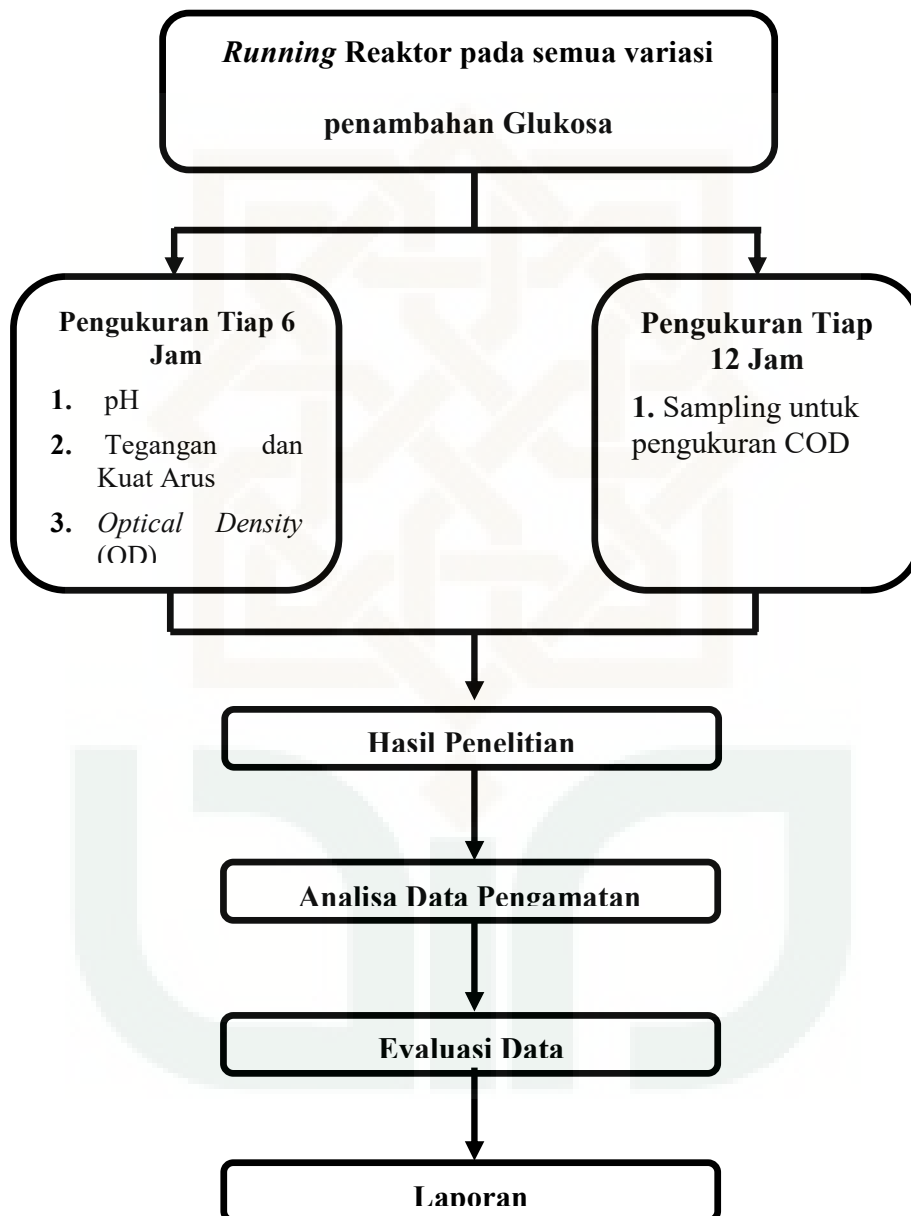 Running Reaktor pada semua variasi
penambahan Glukosa
Pengukuran Tiap 6
Jam
1. pH
2. Tegangan dan
Kuat Arus
3. Optical Density
(OD)
Pengukuran Tiap
12 Jam
1. Sampling untuk
pengukuran COD
Hasil Penelitian
Analisa Data Pengamatan
Evaluasi Data
Laporan